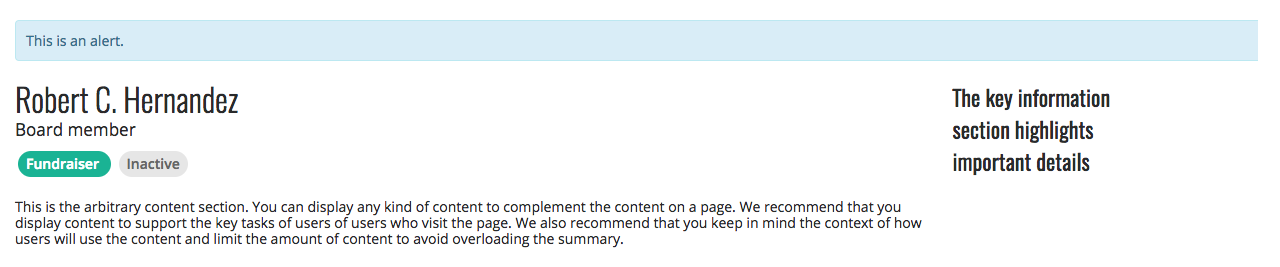 This is an alert.
Robert C. Hernandez
Board member
Fundraiser Inactive
This is the arbitrary content section. You can display any kind of content to complement the content on a page. We recommend that you
display content to support the key tasks of users of users who visit the page. We also recommend that you keep in mind the context of how
users will use the content and limit the amount of content to avoid overloading the summary.
The key information
section highlights
important details